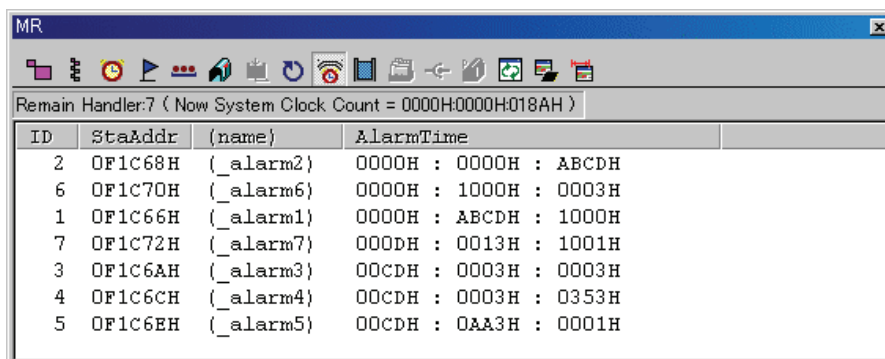 MR
Remain Handler:7 ( Now System Clock Count = 0000H:0000H:018AH )
ID StaAddr (name) AlarmTime
2 0F1C68H (_alarm2) 0000H : 0000H : ABCDH
6 0F1C70H (_alarm6) 0000H : 1000H : 0003H
1 0F1C66H (_alarm1) 0000H : ABCDH : 1000H
7 0F1C72H (_alarm7) 000DH : 0013H : 1001H
3 0F1C6AH (_alarm3) 00CDH : 0003H : 0003H
4 0F1C6CH (_alarm4) 00CDH : 0003H : 0353H
5 0F1C6EH (_alarm5) 00CDH : 0AA3H : 0001H